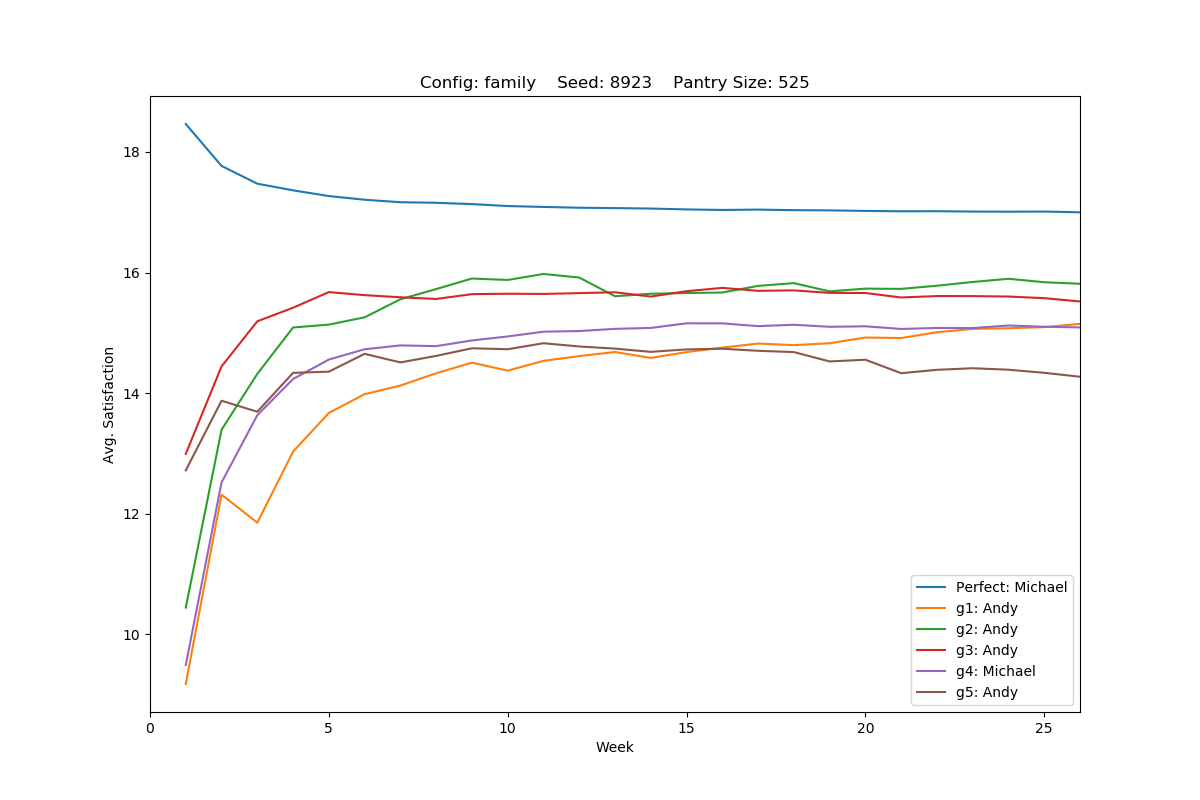 Config: family    Seed: 8923    Pantry Size: 525
18
16
14
12
10
Avg. Satisfaction
Perfect: Michael
g1: Andy
g2: Andy
g3: Andy
g4: Michael
g5: Andy
0 5 10 15 20 25
Week